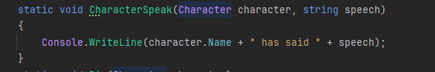 static void CharacterSpeak(Character character, string speech)
{
Console.WriteLine(character.Name + " has said " + speech);
}